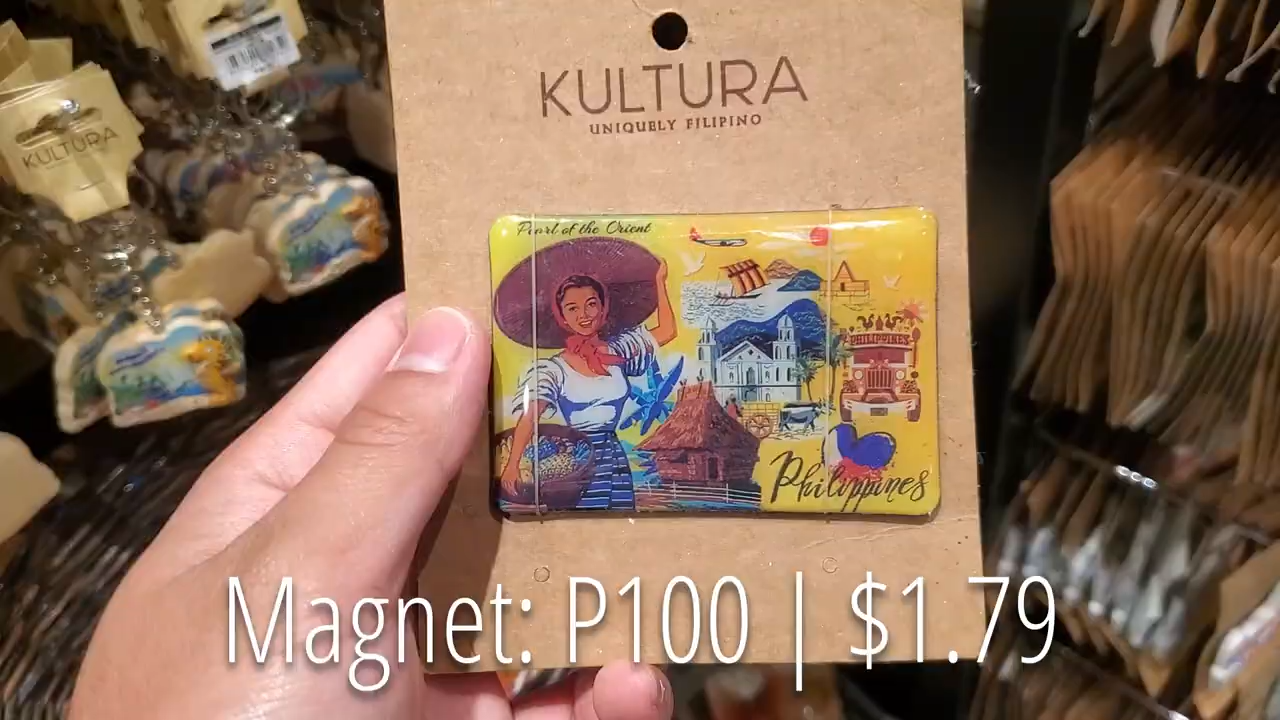 KULTURA
UNIQUELY FILIPINO
KULTURA
Pearl of the Orient
PHILIPPINES
Philippines
Magnet: P100 | $1.79